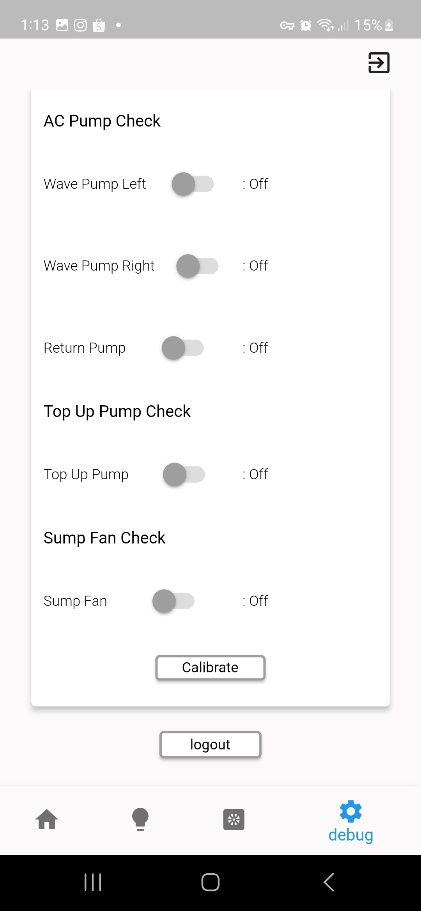 1:13 15%
AC Pump Check
Wave Pump Left : Off
Wave Pump Right : Off
Return Pump : Off
Top Up Pump Check
Top Up Pump : Off
Sump Fan Check
Sump Fan : Off
Calibrate
logout
debug